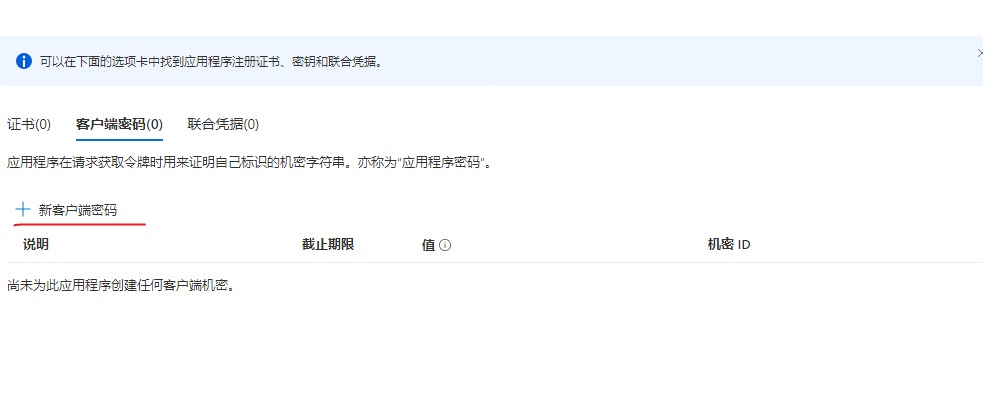 可以在下面的选项卡中找到应用程序注册证书、密钥和联合凭据。
证书(0) 客户端密码(0) 联合凭据(0)
应用程序在请求获取令牌时用来证明自己标识的机密字符串。亦称为“应用程序密码”。
新客户端密码
说明 截止期限 值 机密 ID
尚未为此应用程序创建任何客户端机密。